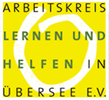 ARBEITSKREIS
LERNEN UND
HELFEN IN
ÜBERSEE E.V.